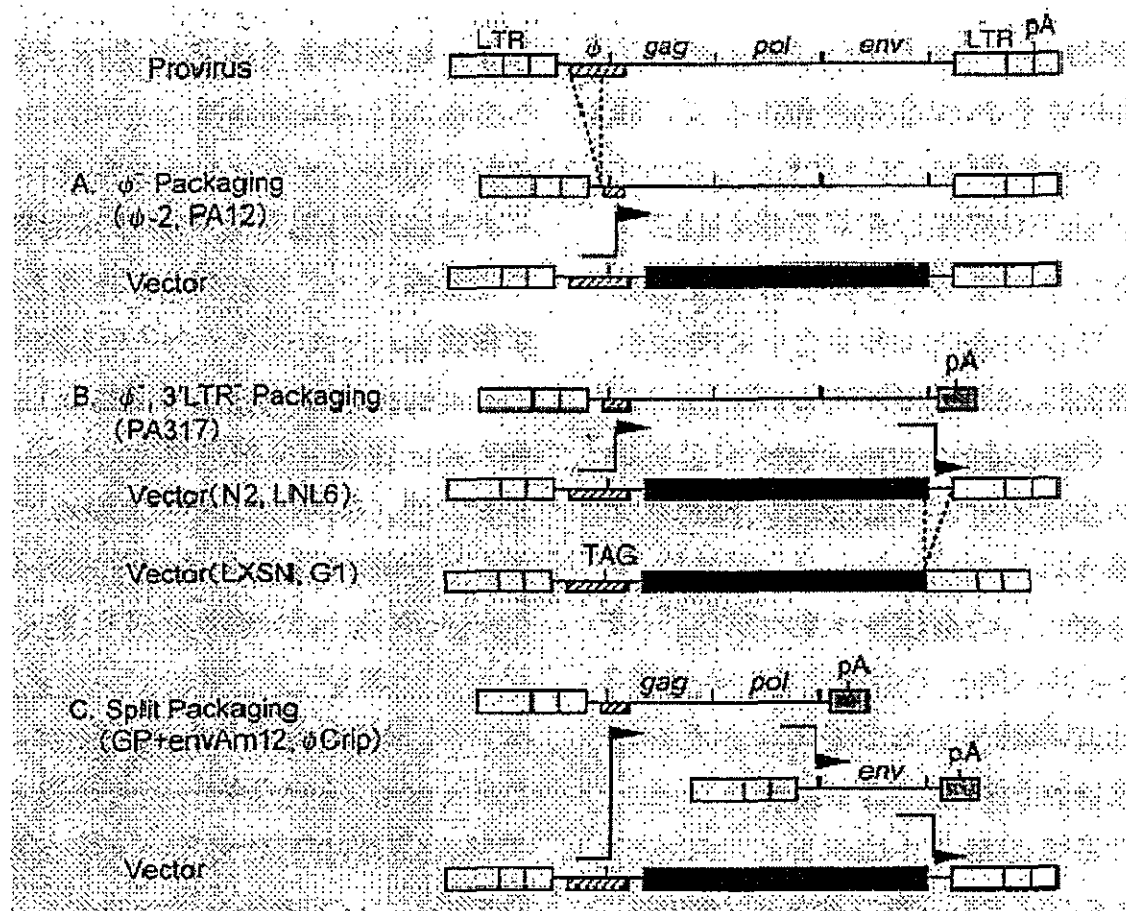 LTR ψ gag pol env LTR pA
Provirus
A. ψ⁻ Packaging
(ψ-2, PA12)
Vector
pA
B. ψ⁻, 3'LTR⁻ Packaging
(PA317)
Vector(N2, LNL6)
TAG
Vector(LXSN, G1)
gag pol pA
C. Split Packaging
(GP+envAm12, ψCrip)
env pA
Vector